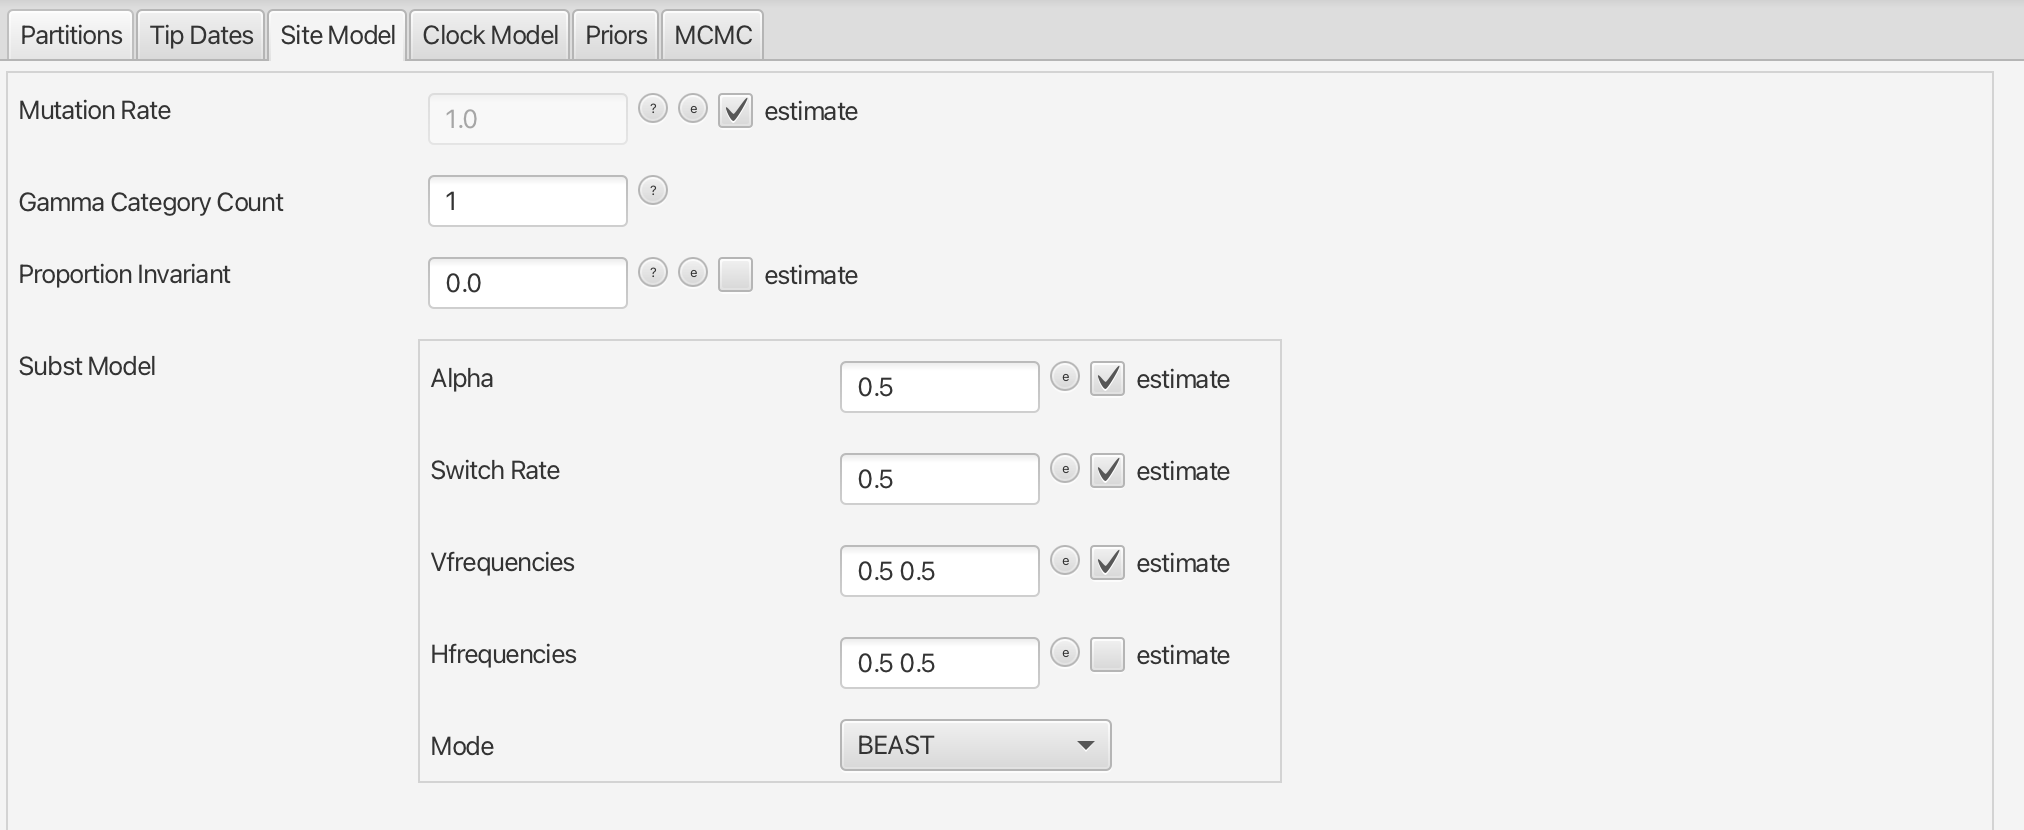 Partitions Tip Dates Site Model Clock Model Priors MCMC
Mutation Rate 1.0 ? e estimate
Gamma Category Count 1 ?
Proportion Invariant 0.0 ? e estimate
Subst Model
Alpha 0.5 e estimate
Switch Rate 0.5 e estimate
Vfrequencies 0.5 0.5 e estimate
Hfrequencies 0.5 0.5 e estimate
Mode BEAST